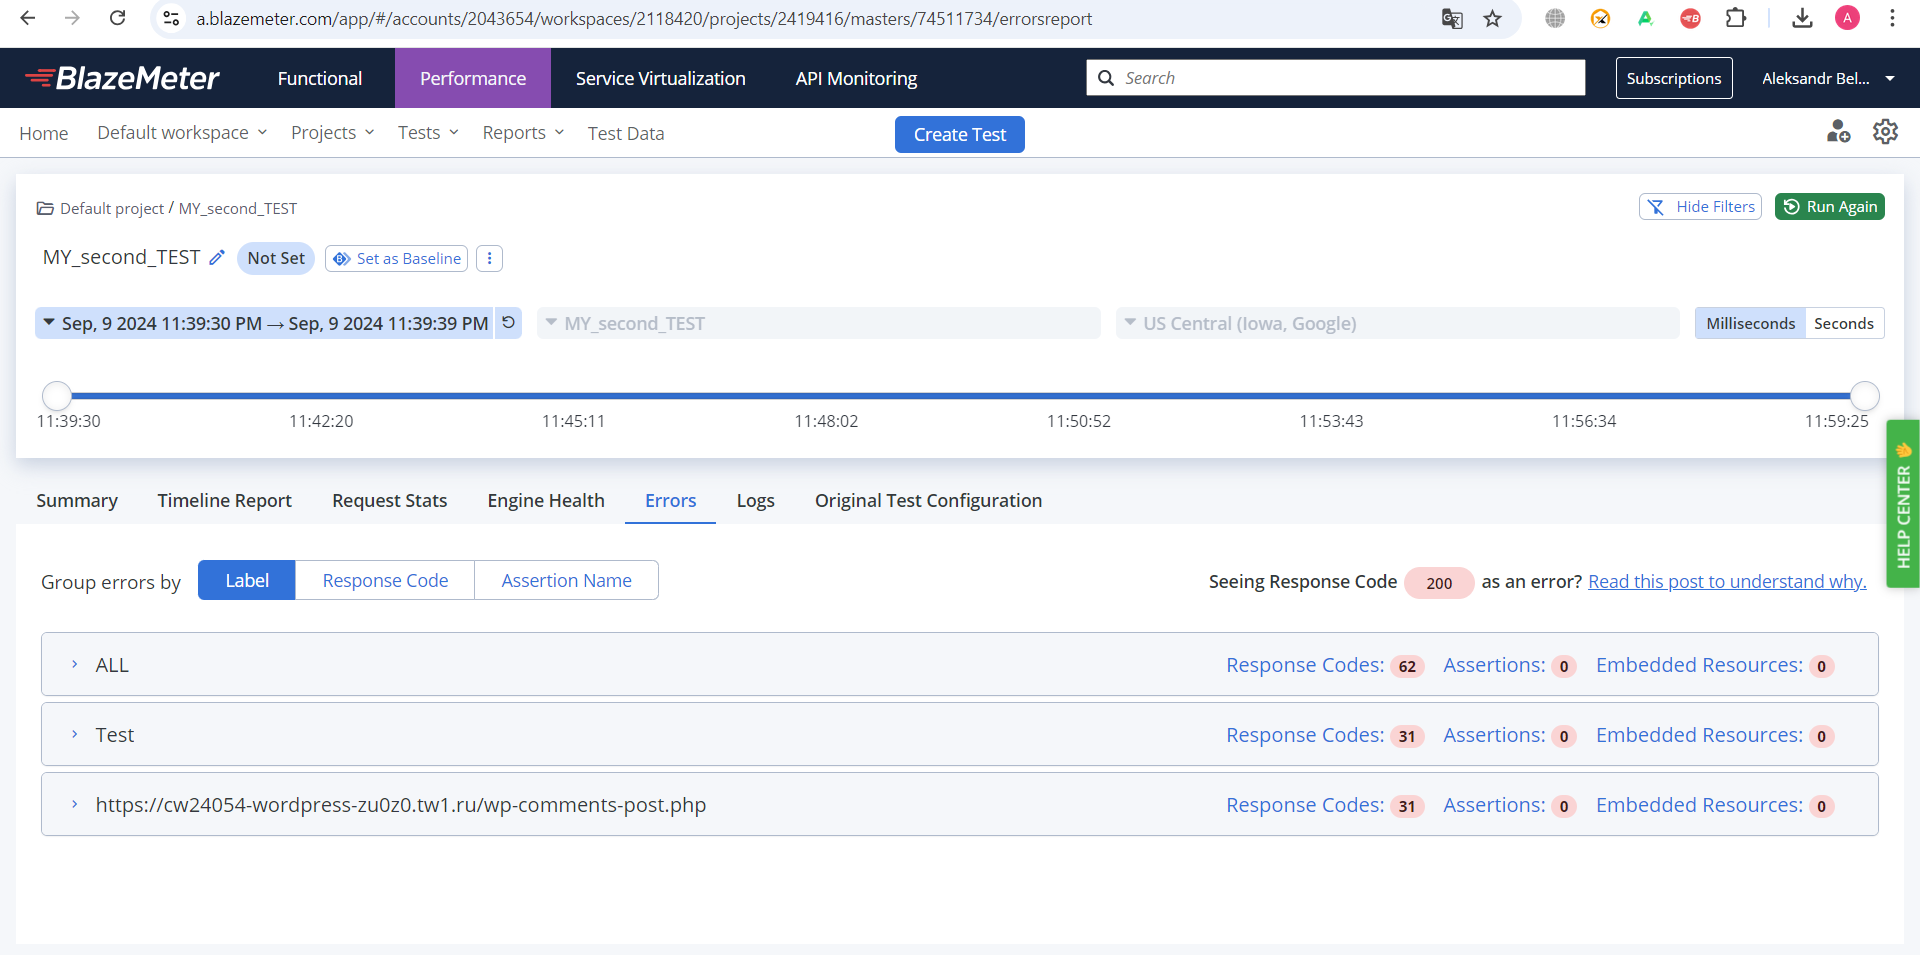 a.blazemeter.com/app/#/accounts/2043654/workspaces/2118420/projects/2419416/masters/74511734/errorsreport
A
BlazeMeter Functional Performance Service Virtualization API Monitoring Search Subscriptions Aleksandr Bel...
Home Default workspace Projects Tests Reports Test Data Create Test
Default project / MY_second_TEST Hide Filters Run Again
MY_second_TEST Not Set Set as Baseline
Sep, 9 2024 11:39:30 PM → Sep, 9 2024 11:39:39 PM MY_second_TEST US Central (Iowa, Google) Milliseconds Seconds
11:39:30 11:42:20 11:45:11 11:48:02 11:50:52 11:53:43 11:56:34 11:59:25
HELP CENTER
Summary Timeline Report Request Stats Engine Health Errors Logs Original Test Configuration
Group errors by Label Response Code Assertion Name Seeing Response Code 200 as an error? Read this post to understand why.
ALL Response Codes: 62 Assertions: 0 Embedded Resources: 0
Test Response Codes: 31 Assertions: 0 Embedded Resources: 0
https://cw24054-wordpress-zu0z0.tw1.ru/wp-comments-post.php Response Codes: 31 Assertions: 0 Embedded Resources: 0